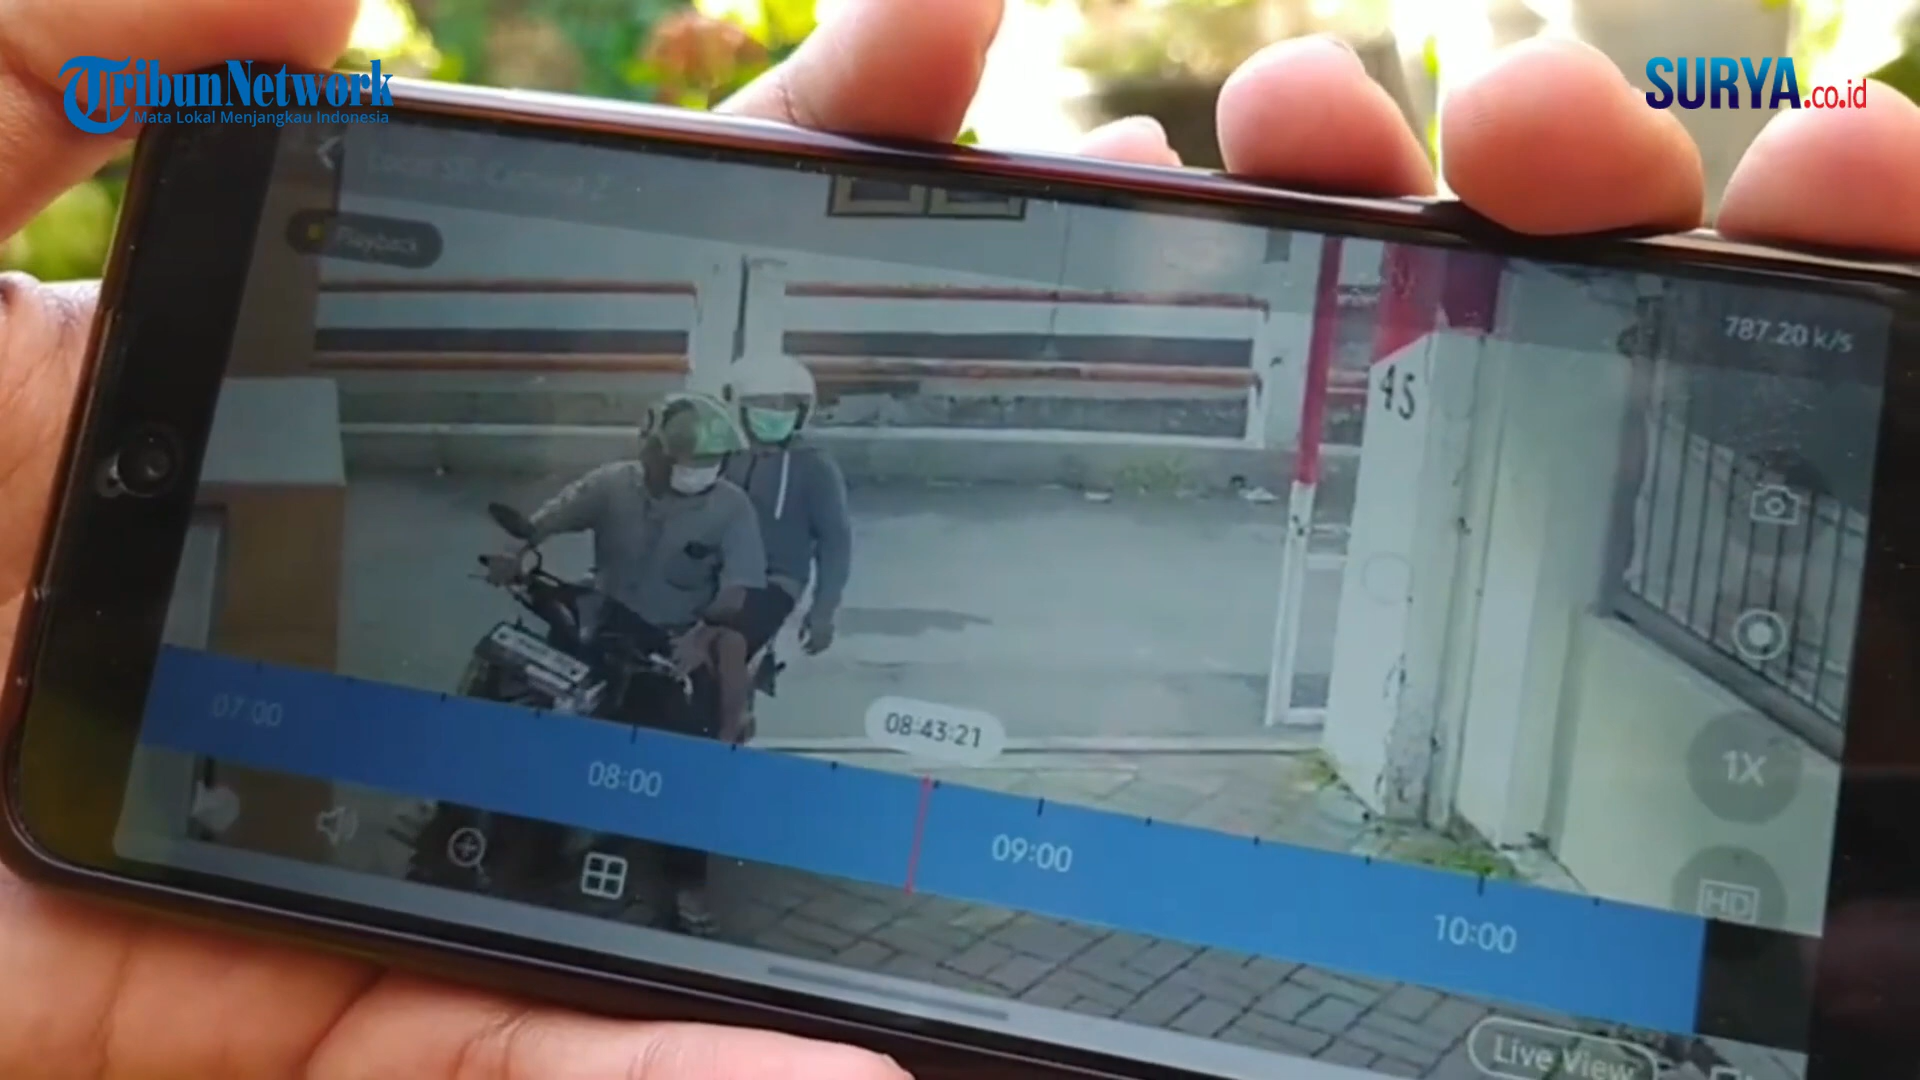 TribunNetwork
Mata Lokal Menjangkau Indonesia
SURYA.co.id
Playback
787.20 k/s
45
1X
HD
08:43:21
07:00
08:00
09:00
10:00
Live View